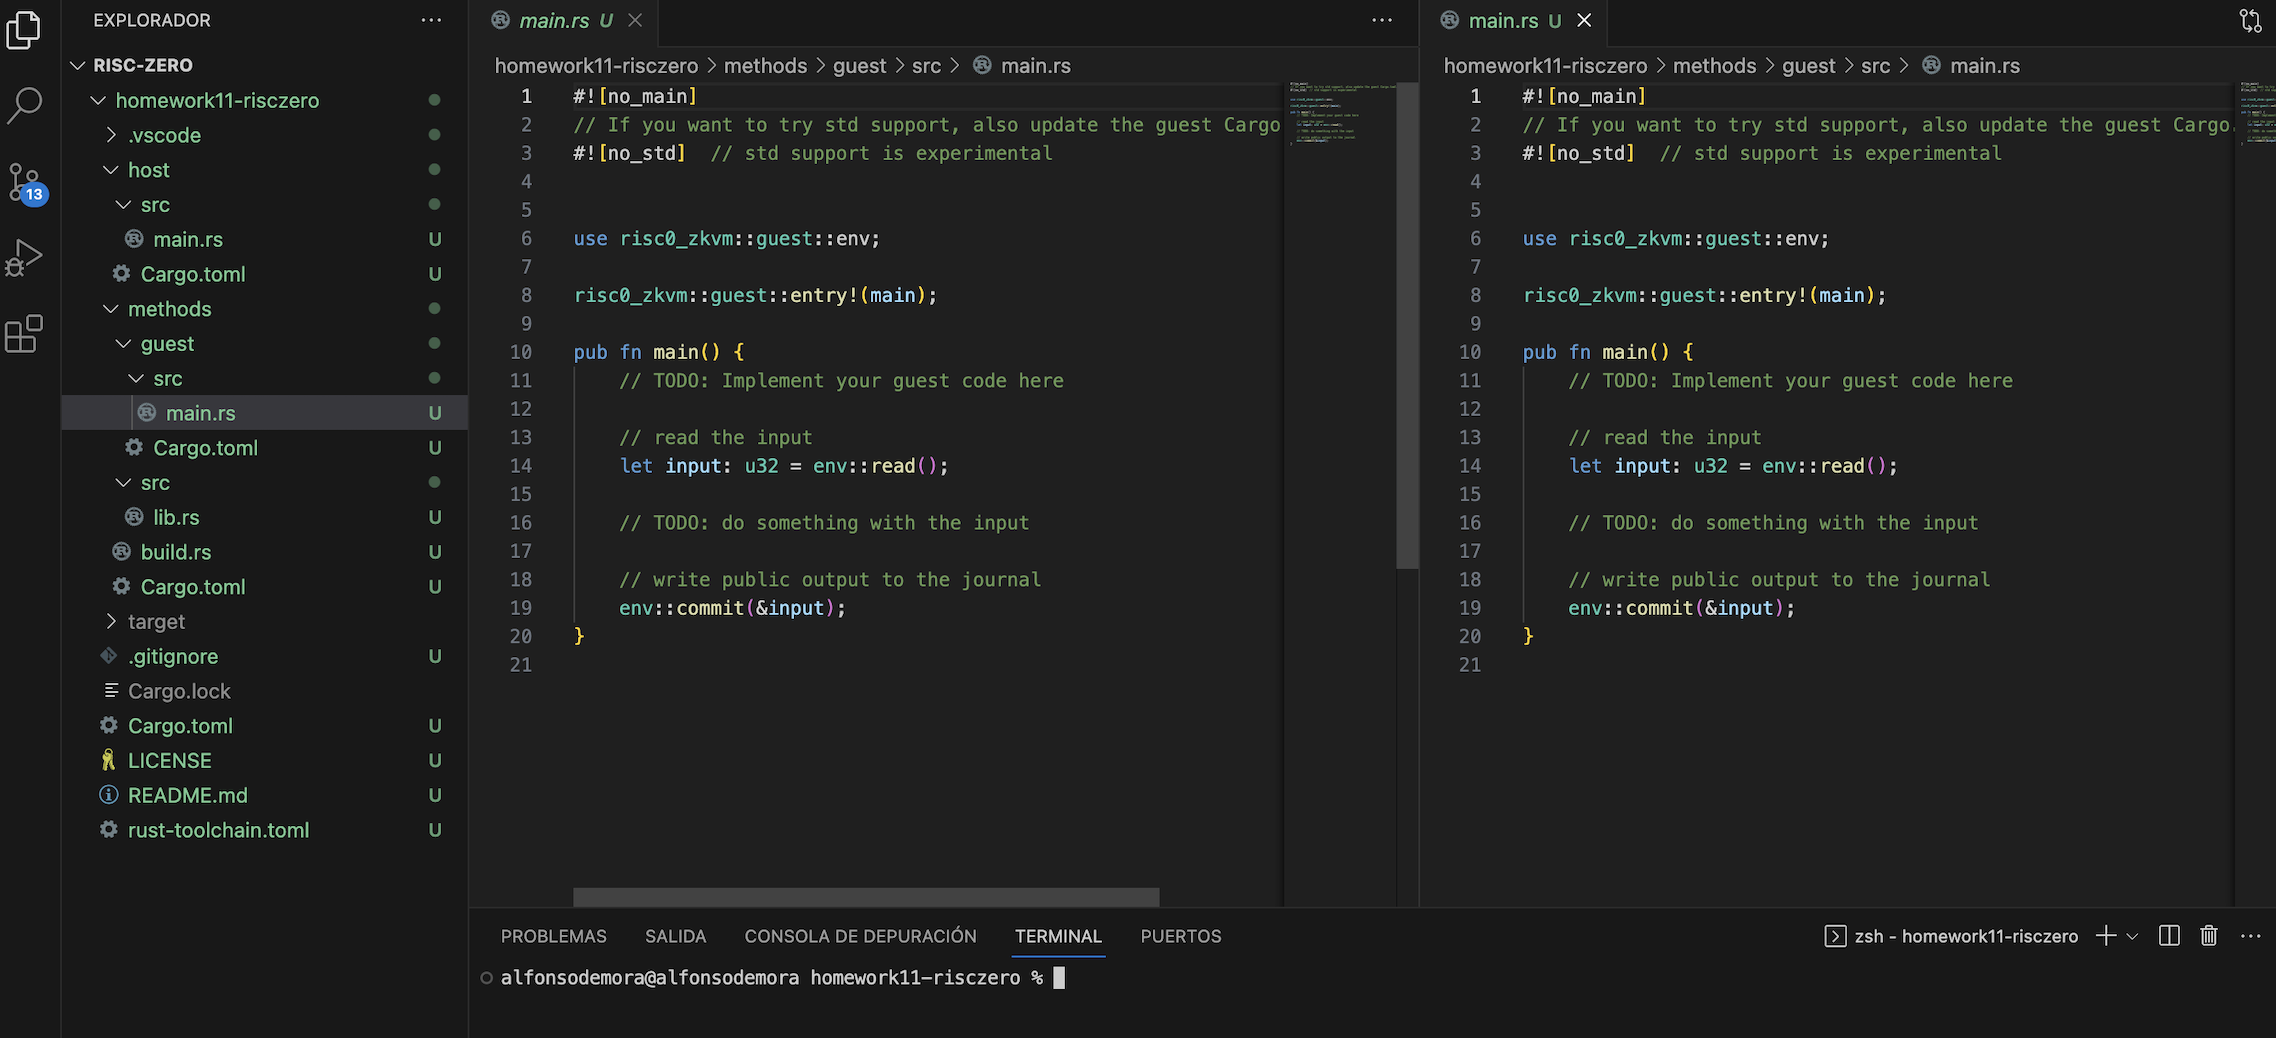 EXPLORADOR
RISC-ZERO
homework11-risczero
.vscode
host
src
main.rs U
Cargo.toml U
methods
guest
src
main.rs U
Cargo.toml U
src
lib.rs U
build.rs U
Cargo.toml U
target
.gitignore U
Cargo.lock
Cargo.toml U
LICENSE U
README.md U
rust-toolchain.toml U
13
main.rs U
homework11-risczero > methods > guest > src > main.rs
1 #![no_main]
2 // If you want to try std support, also update the guest Cargo
3 #![no_std]  // std support is experimental
4
5
6 use risc0_zkvm::guest::env;
7
8 risc0_zkvm::guest::entry!(main);
9
10 pub fn main() {
11     // TODO: Implement your guest code here
12
13     // read the input
14     let input: u32 = env::read();
15
16     // TODO: do something with the input
17
18     // write public output to the journal
19     env::commit(&input);
20 }
21
main.rs U
homework11-risczero > methods > guest > src > main.rs
1 #![no_main]
2 // If you want to try std support, also update the guest Cargo.
3 #![no_std]  // std support is experimental
4
5
6 use risc0_zkvm::guest::env;
7
8 risc0_zkvm::guest::entry!(main);
9
10 pub fn main() {
11     // TODO: Implement your guest code here
12
13     // read the input
14     let input: u32 = env::read();
15
16     // TODO: do something with the input
17
18     // write public output to the journal
19     env::commit(&input);
20 }
21
PROBLEMAS SALIDA CONSOLA DE DEPURACIÓN TERMINAL PUERTOS
zsh - homework11-risczero
alfonsodemora@alfonsodemora homework11-risczero %